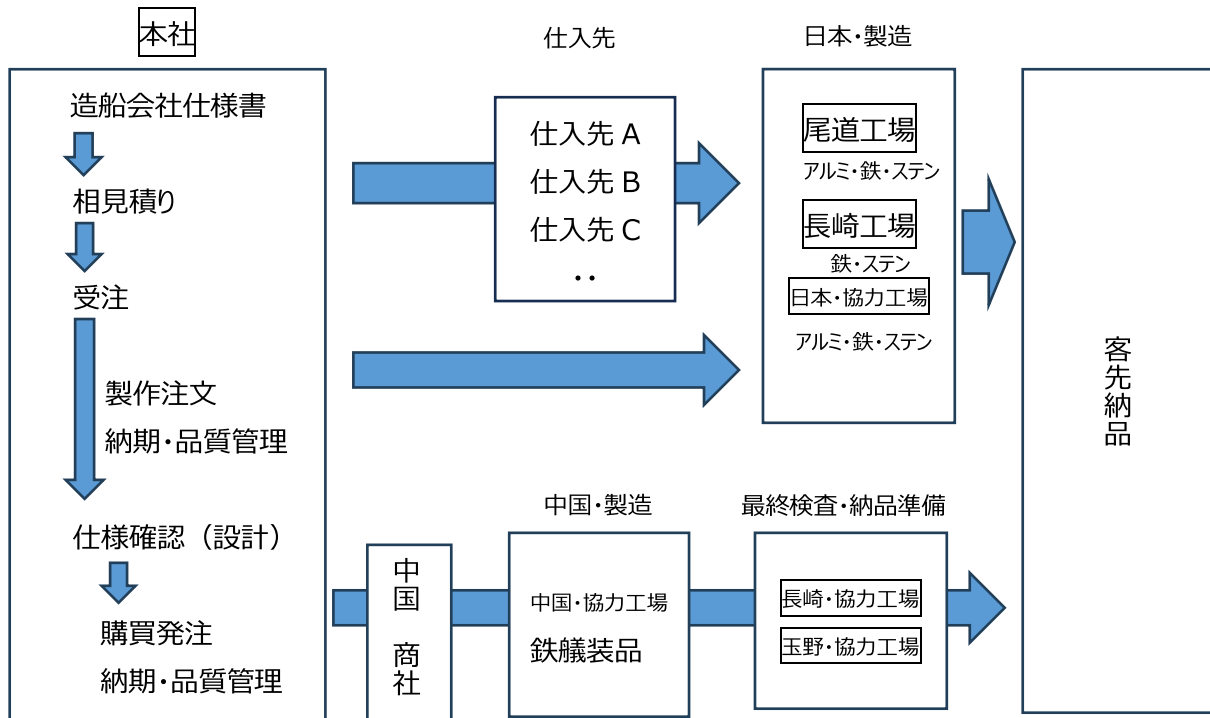 本社
造船会社仕様書
相見積り
受注
製作注文
納期・品質管理
仕様確認（設計）
購買発注
納期・品質管理
仕入先
仕入先 A
仕入先 B
仕入先 C
‥
日本・製造
尾道工場
アルミ・鉄・ステン
長崎工場
鉄・ステン
日本・協力工場
アルミ・鉄・ステン
中国　商社
中国・製造
中国・協力工場
鉄艤装品
最終検査・納品準備
長崎・協力工場
玉野・協力工場
客先納品